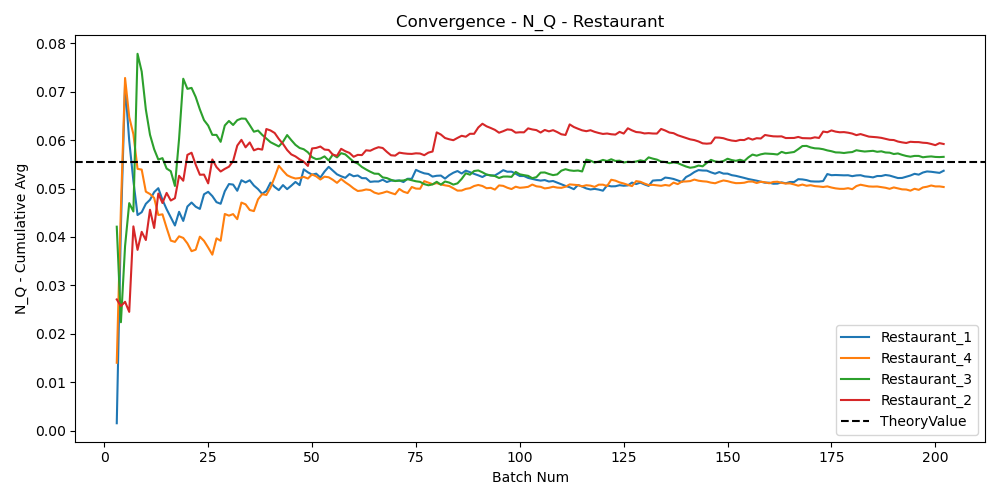 Convergence - N_Q - Restaurant
N_Q - Cumulative Avg
0.08
0.07
0.06
0.05
0.04
0.03
0.02
0.01
0.00
0 25 50 75 100 125 150 175 200
Batch Num
Restaurant_1
Restaurant_4
Restaurant_3
Restaurant_2
TheoryValue